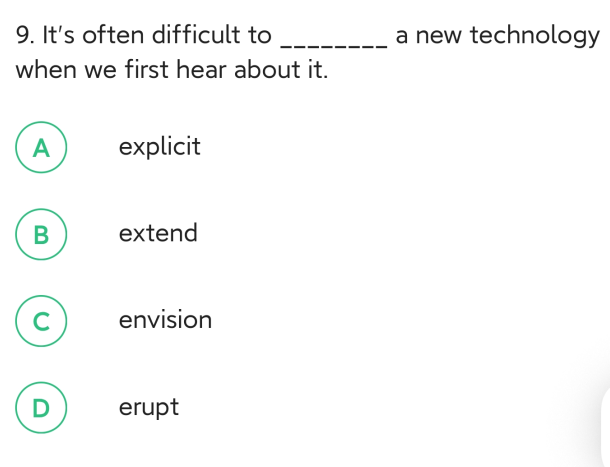 9. It's often difficult to ________ a new technology
when we first hear about it.
A explicit
B extend
C envision
D erupt